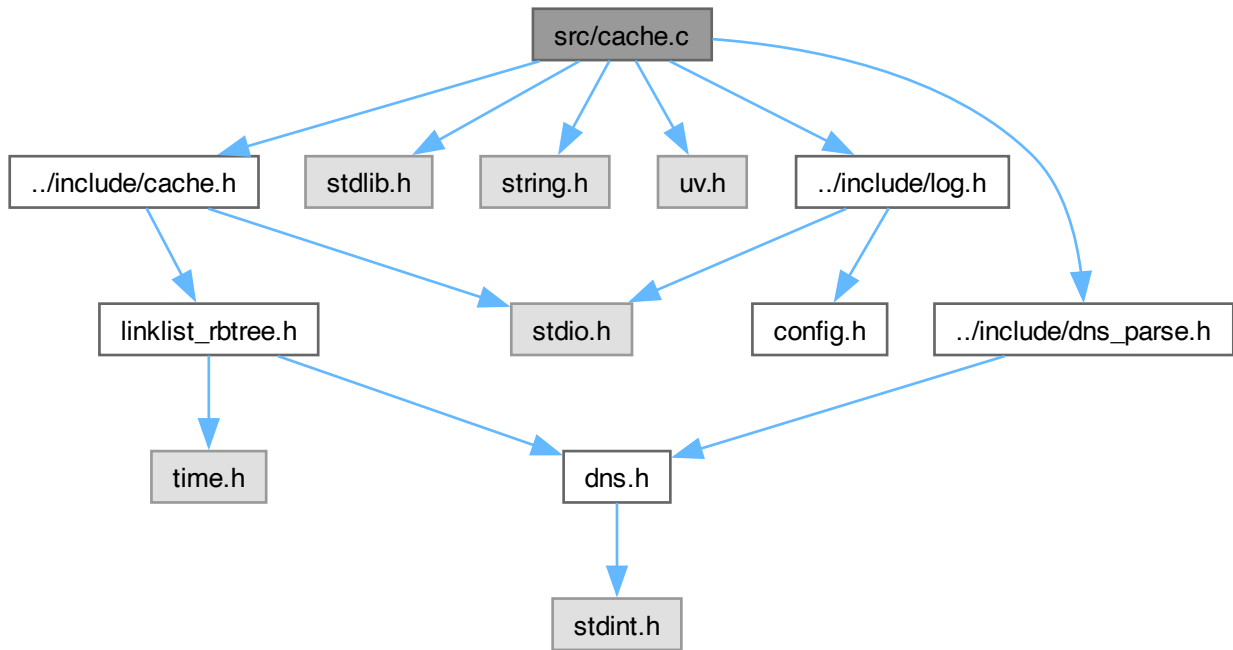 src/cache.c
../include/cache.h
stdlib.h
string.h
uv.h
../include/log.h
linklist_rbtree.h
stdio.h
config.h
../include/dns_parse.h
time.h
dns.h
stdint.h